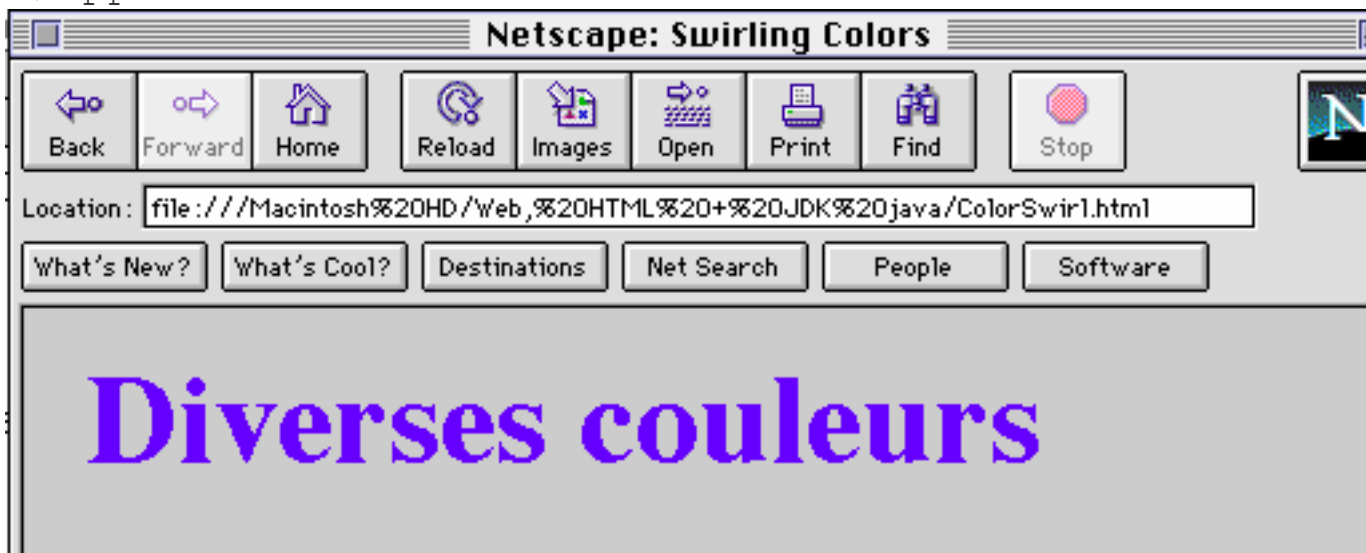 Netscape: Swirling Colors
Back Forward Home Reload Images Open Print Find Stop
N
Location: file:///Macintosh%20HD/Web,%20HTML%20+%20JDK%20java/ColorSwirl.html
What's New? What's Cool? Destinations Net Search People Software
Diverses couleurs